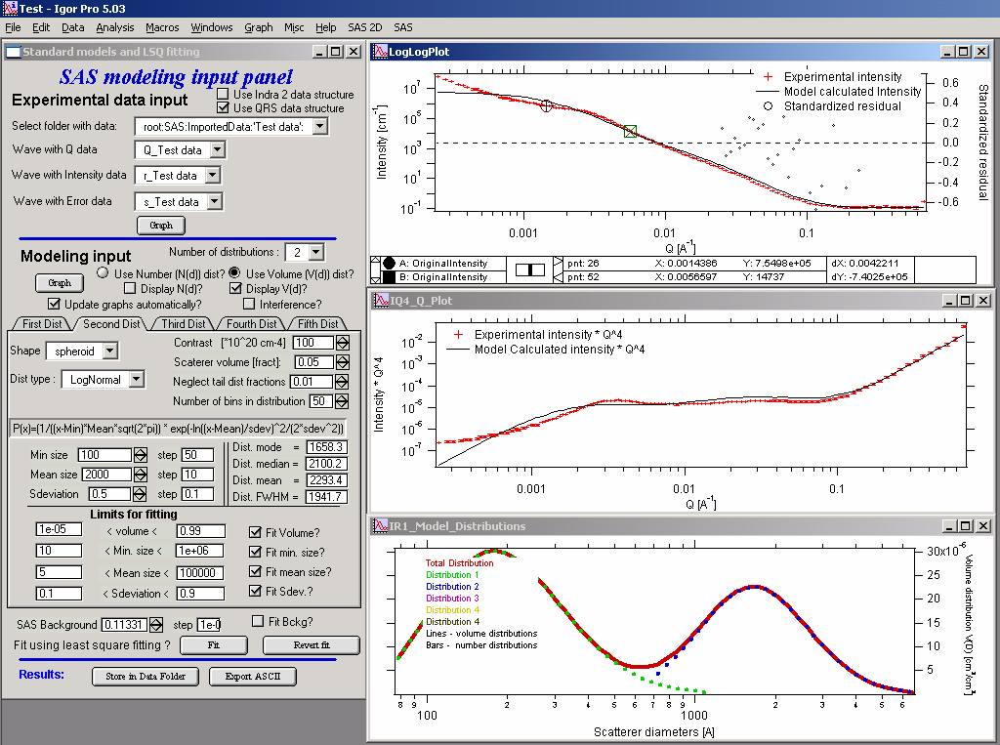 Test - Igor Pro 5.03
File Edit Data Analysis Macros Windows Graph Misc Help SAS 2D SAS
Standard models and LSQ fitting
SAS modeling input panel
Experimental data input
Use Indra 2 data structure
Use QRS data structure
Select folder with data: root:SAS:ImportedData:'Test data':
Wave with Q data Q_Test data
Wave with Intensity data r_Test data
Wave with Error data s_Test data
Graph
Modeling input
Number of distributions : 2
Use Number (N(d)) dist? Use Volume (V(d)) dist?
Graph
Display N(d)? Display V(d)?
Update graphs automatically? Interference?
First Dist Second Dist Third Dist Fourth Dist Fifth Dist
Shape spheroid
Contrast [*10^20 cm-4] 100
Scaterer volume [fract]: 0.05
Dist type : LogNormal
Neglect tail dist fractions 0.01
Number of bins in distribution 50
P(x)=(1/((x-Min)*Mean*sqrt(2*pi)) * exp(-ln((x-Mean)/sdev)^2/(2*sdev^2))
Min size 100 step 50
Mean size 2000 step 10
Sdeviation 0.5 step 0.1
Dist. mode = 1658.3
Dist. median = 2100.2
Dist. mean = 2293.4
Dist. FWHM = 1941.7
Limits for fitting
1e-05 < volume < 0.99 Fit Volume?
10 < Min. size < 1e+06 Fit min. size?
5 < Mean size < 100000 Fit mean size?
0.1 < Sdeviation < 0.9 Fit Sdev.?
SAS Background 0.11331 step 1e-0 Fit Bckg?
Fit using least square fitting ? Fit Revert fit
Results: Store in Data Folder Export ASCII
LogLogPlot
Intensity [cm-1]
10^7
10^5
10^3
10^1
10^-1
Experimental intensity
Model calculated Intensity
Standardized residual
0.6
0.4
0.2
0.0
-0.2
-0.4
-0.6
Standardized residual
0.001 0.01 0.1
Q [A-1]
A: OriginalIntensity pnt: 26 X: 0.0014386 Y: 7.5498e+05 dX: 0.0042211
B: OriginalIntensity pnt: 52 X: 0.0056597 Y: 14737 dY: -7.4025e+05
IQ4_Q_Plot
Intensity * Q^4
10^-2
10^-3
10^-4
10^-5
10^-6
10^-7
Experimental intensity * Q^4
Model Calculated intensity * Q^4
0.001 0.01 0.1
Q [A-1]
IR1_Model_Distributions
Total Distribution
Distribution 1
Distribution 2
Distribution 3
Distribution 4
Distribution 4
Lines - volume distributions
Bars - number distributions
30x10^-6
25
20
15
10
5
Volume distribution V(D) [cm3/cm3]
8 9 100 2 3 4 5 6 7 8 9 1000 2 3 4 5 6
Scatterer diameters [A]